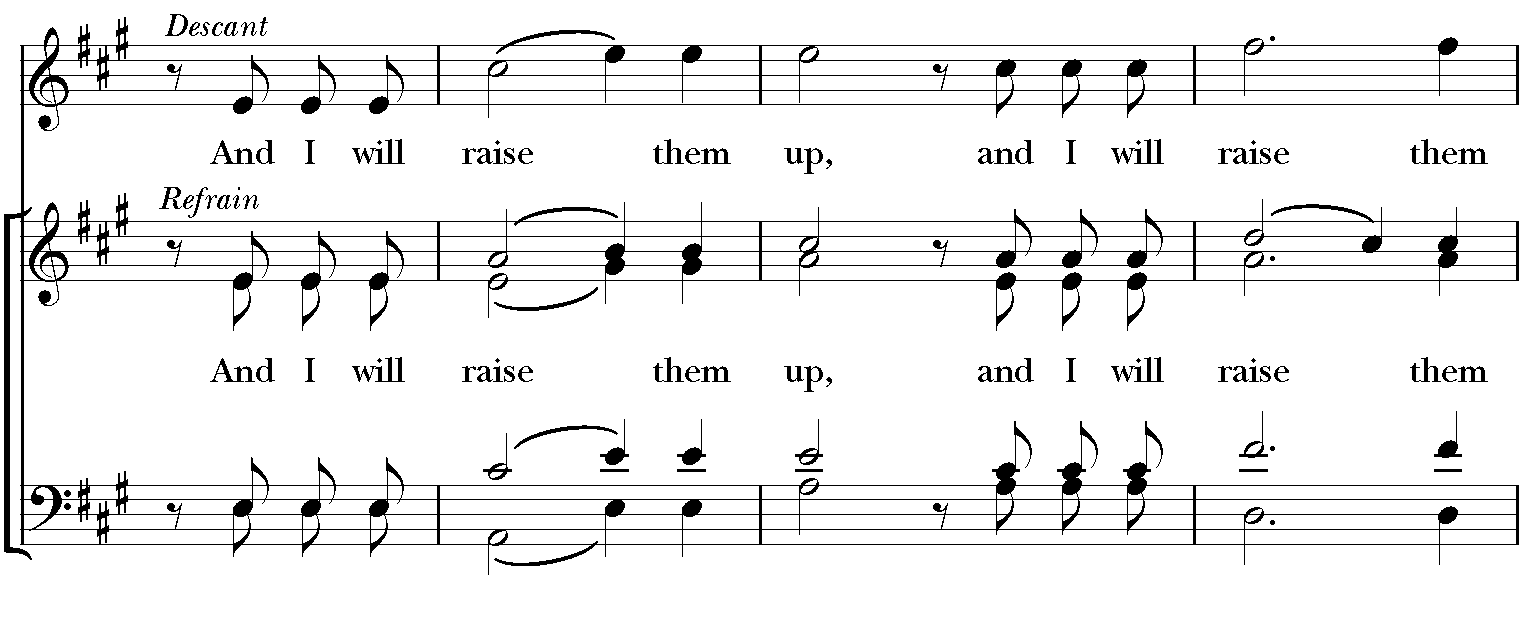 Descant
And I will raise them up, and I will raise them
Refrain
And I will raise them up, and I will raise them